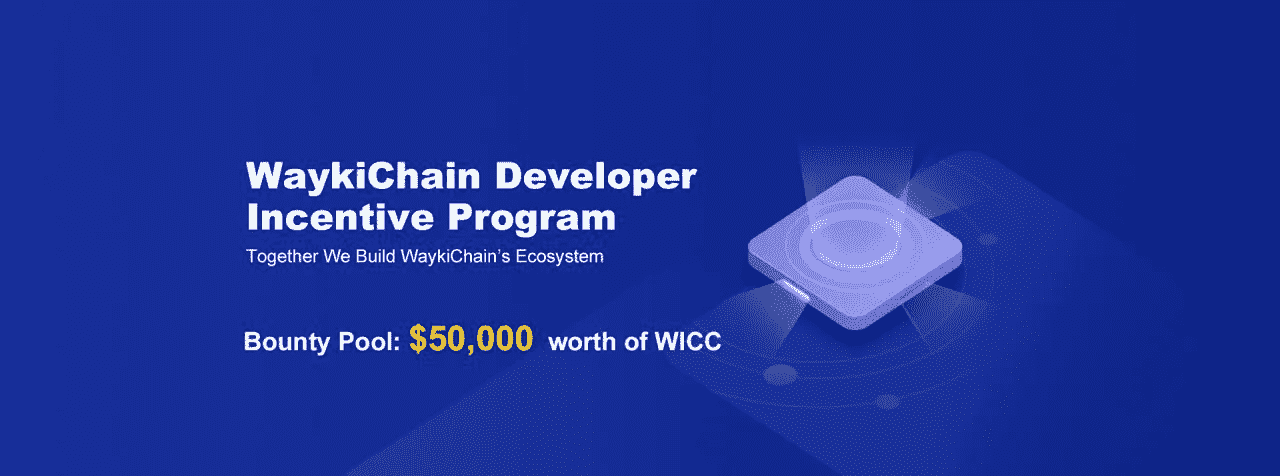 WaykiChain Developer
Incentive Program
Together We Build WaykiChain’s Ecosystem
Bounty Pool: $50,000 worth of WICC